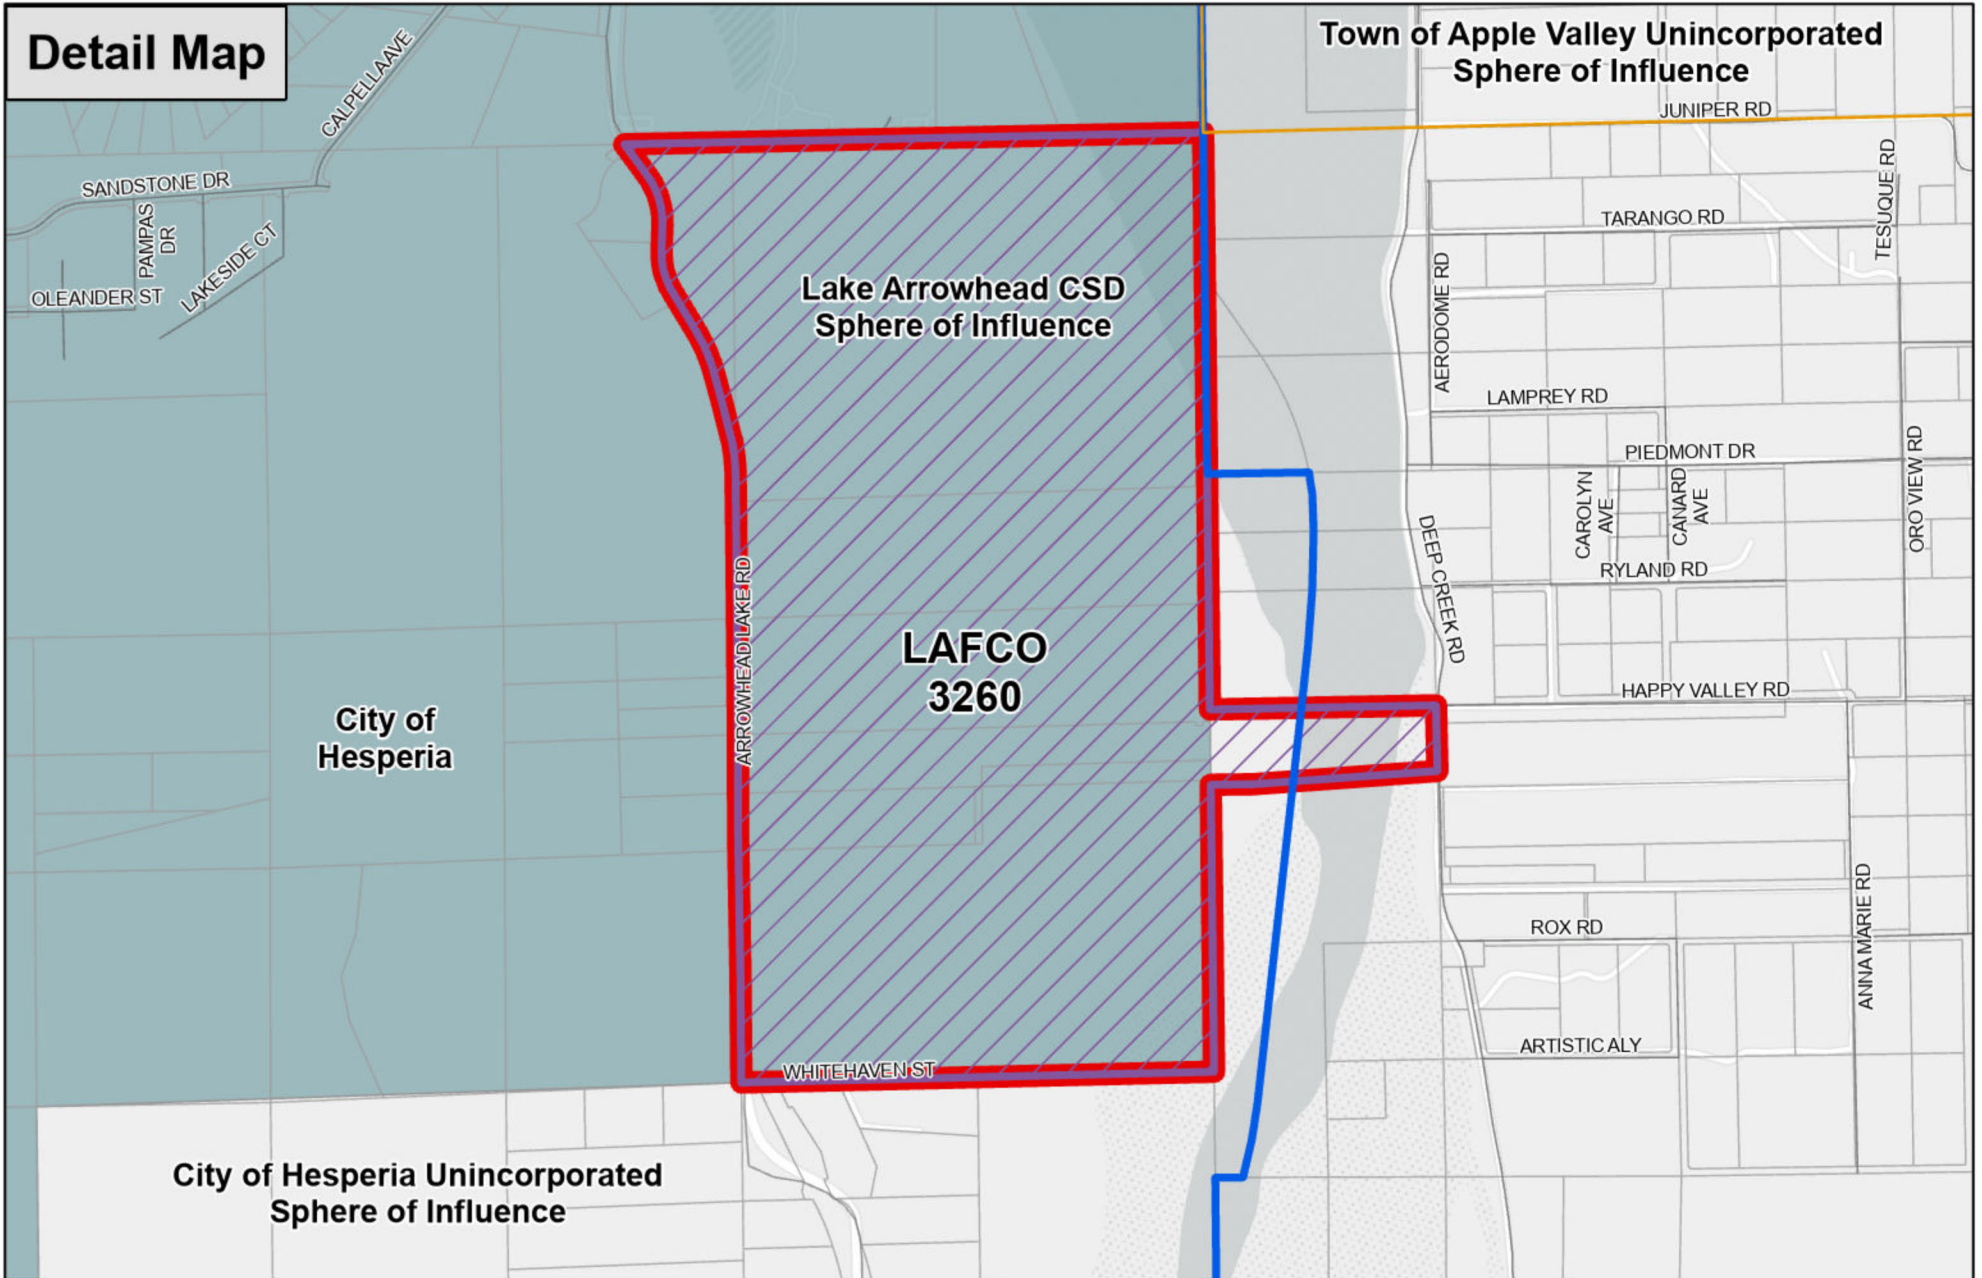 Detail Map
Town of Apple Valley Unincorporated
Sphere of Influence
CALPELLA AVE
JUNIPER RD
SANDSTONE DR
TESUQUE RD
PAMPAS
DR
TARANGO RD
LAKESIDE CT
OLEANDER ST
Lake Arrowhead CSD
Sphere of Influence
AERODOME RD
LAMPREY RD
PIEDMONT DR
ORO VIEW RD
CAROLYN
AVE
CANARD
AVE
DEEP CREEK RD
RYLAND RD
ARROWHEAD LAKE RD
LAFCO
3260
HAPPY VALLEY RD
City of
Hesperia
ROX RD
ANNA MARIE RD
ARTISTIC ALY
WHITEHAVEN ST
City of Hesperia Unincorporated
Sphere of Influence